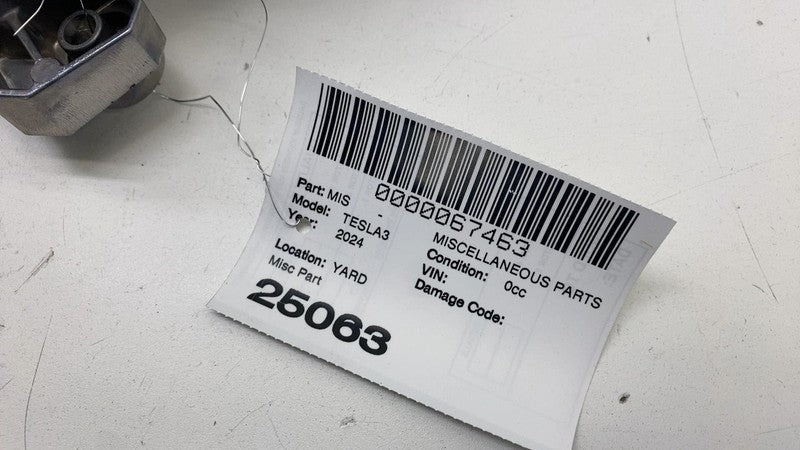 0000067463
Part: MIS - MISCELLANEOUS PARTS
Model: TESLA3 Condition: 0cc
Year: 2024 VIN:
Damage Code:
Location: YARD
Misc Part
25063